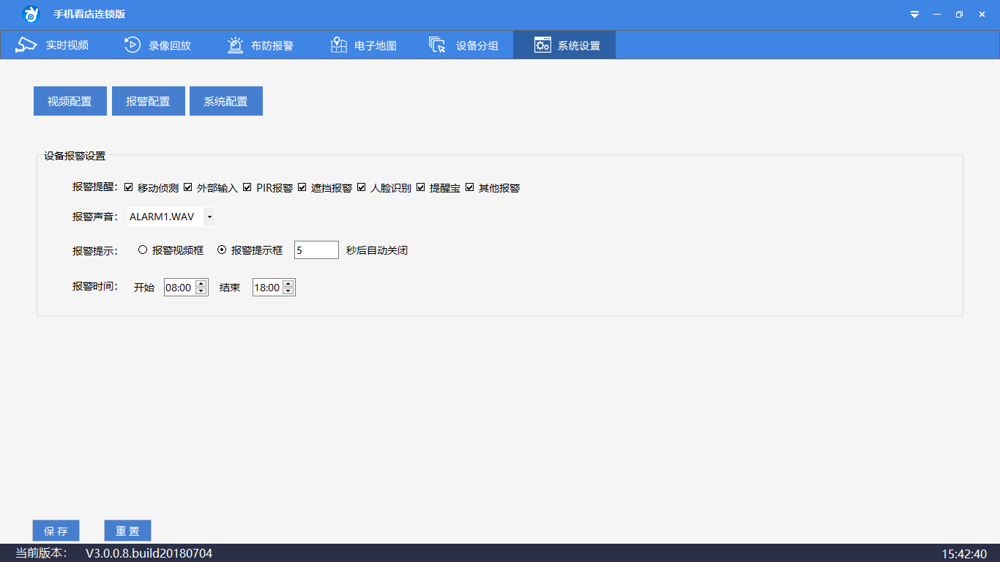 手机看店连锁版
实时视频 录像回放 布防报警 电子地图 设备分组 系统设置
视频配置 报警配置 系统配置
设备报警设置
报警提醒: 移动侦测 外部输入 PIR报警 遮挡报警 人脸识别 提醒宝 其他报警
报警声音: ALARM1.WAV
报警提示: 报警视频框 报警提示框 5 秒后自动关闭
报警时间: 开始 08:00 结束 18:00
保 存 重 置
当前版本: V3.0.0.8.build20180704 15:42:40